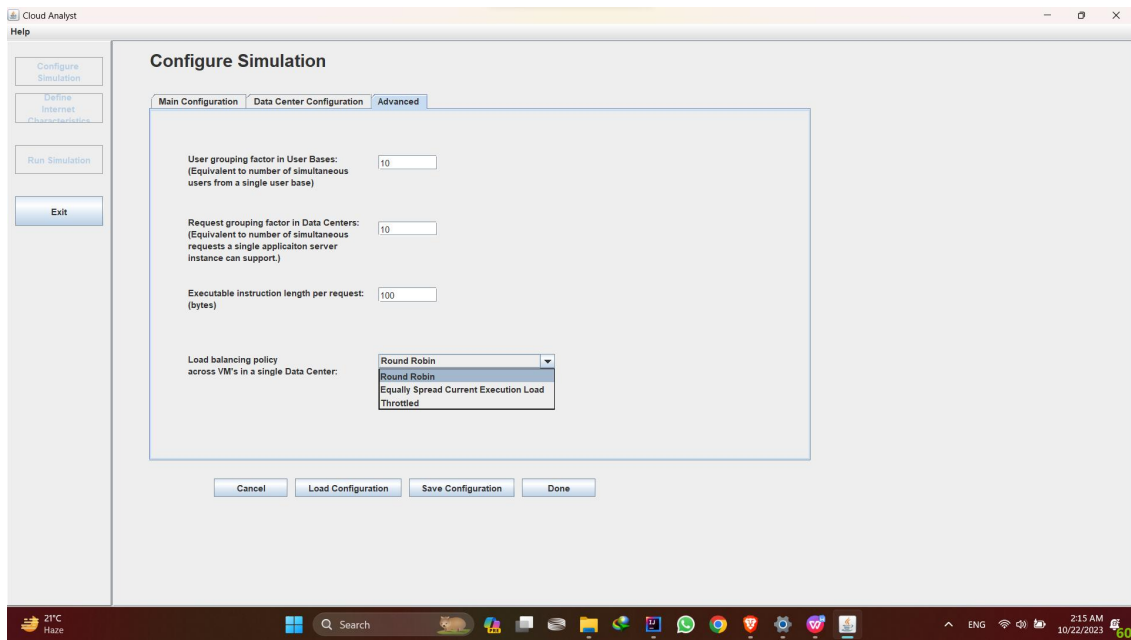 Cloud Analyst
Help
Configure
Simulation
Define
Internet
Characteristics
Run Simulation
Exit
Configure Simulation
Main Configuration
Data Center Configuration
Advanced
User grouping factor in User Bases:
(Equivalent to number of simultaneous
users from a single user base)
10
Request grouping factor in Data Centers:
(Equivalent to number of simultaneous
requests a single applicaiton server
instance can support.)
10
Executable instruction length per request:
(bytes)
100
Load balancing policy
across VM's in a single Data Center:
Round Robin
Round Robin
Equally Spread Current Execution Load
Throttled
Cancel
Load Configuration
Save Configuration
Done
21°C
Haze
Search
PRE
ENG
2:15 AM
10/22/2023
60